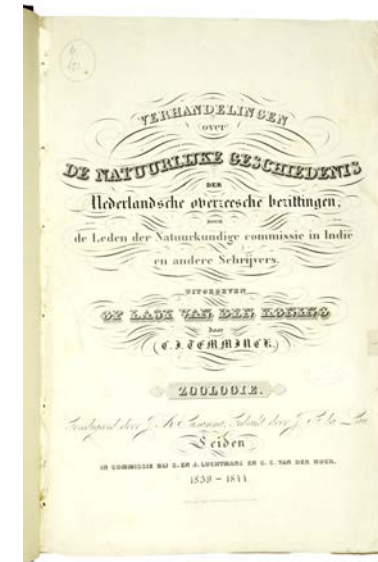 VERHANDELINGEN
over
DE NATUURLIJKE GESCHIEDENIS
DER
Nederlandsche overzeesche bezittingen,
DOOR
de Leden der Natuurkundige commissie in Indië
en andere Schrijvers.
UITGEGEVEN
OP LAST VAN DEN KONING
door
C. J. TEMMINCK.
ZOOLOGIE.
door J.
door J.
Leiden
IN COMMISSIE BIJ S. EN J. LUCHTMANS EN C. C. VAN DER HOEK.
1839 – 1844